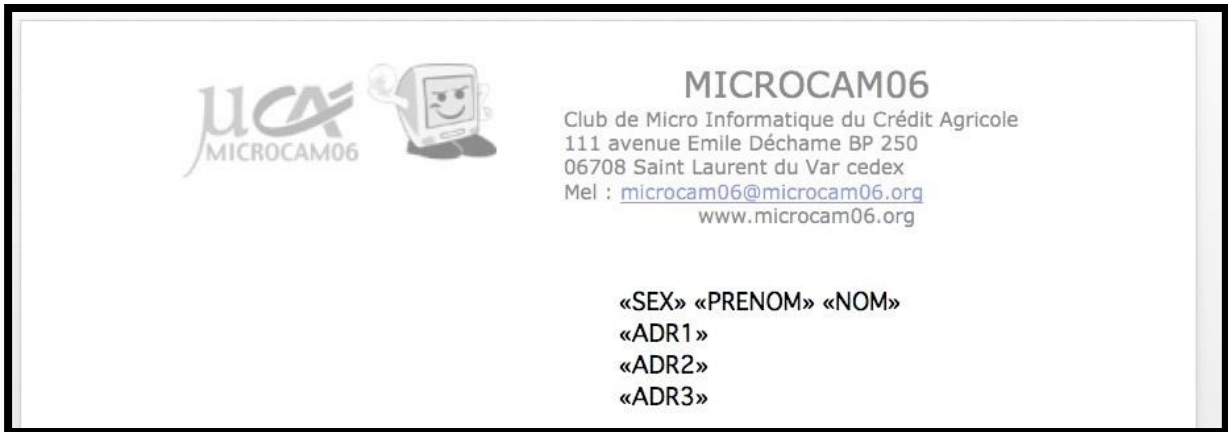 µCA
MICROCAM06
MICROCAM06
Club de Micro Informatique du Crédit Agricole
111 avenue Emile Déchame BP 250
06708 Saint Laurent du Var cedex
Mel : microcam06@microcam06.org
www.microcam06.org
«SEX» «PRENOM» «NOM»
«ADR1»
«ADR2»
«ADR3»